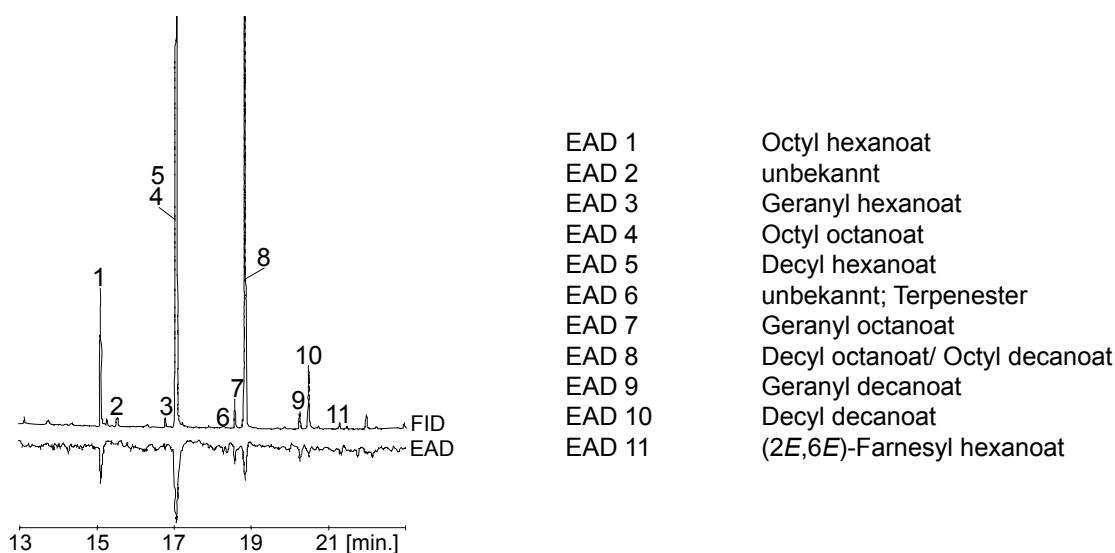 5
4
8
1
10
2
3
7
6
9
11
FID
EAD
13 15 17 19 21 [min.]
EAD 1 Octyl hexanoat
EAD 2 unbekannt
EAD 3 Geranyl hexanoat
EAD 4 Octyl octanoat
EAD 5 Decyl hexanoat
EAD 6 unbekannt; Terpenester
EAD 7 Geranyl octanoat
EAD 8 Decyl octanoat/ Octyl decanoat
EAD 9 Geranyl decanoat
EAD 10 Decyl decanoat
EAD 11 (2E,6E)-Farnesyl hexanoat